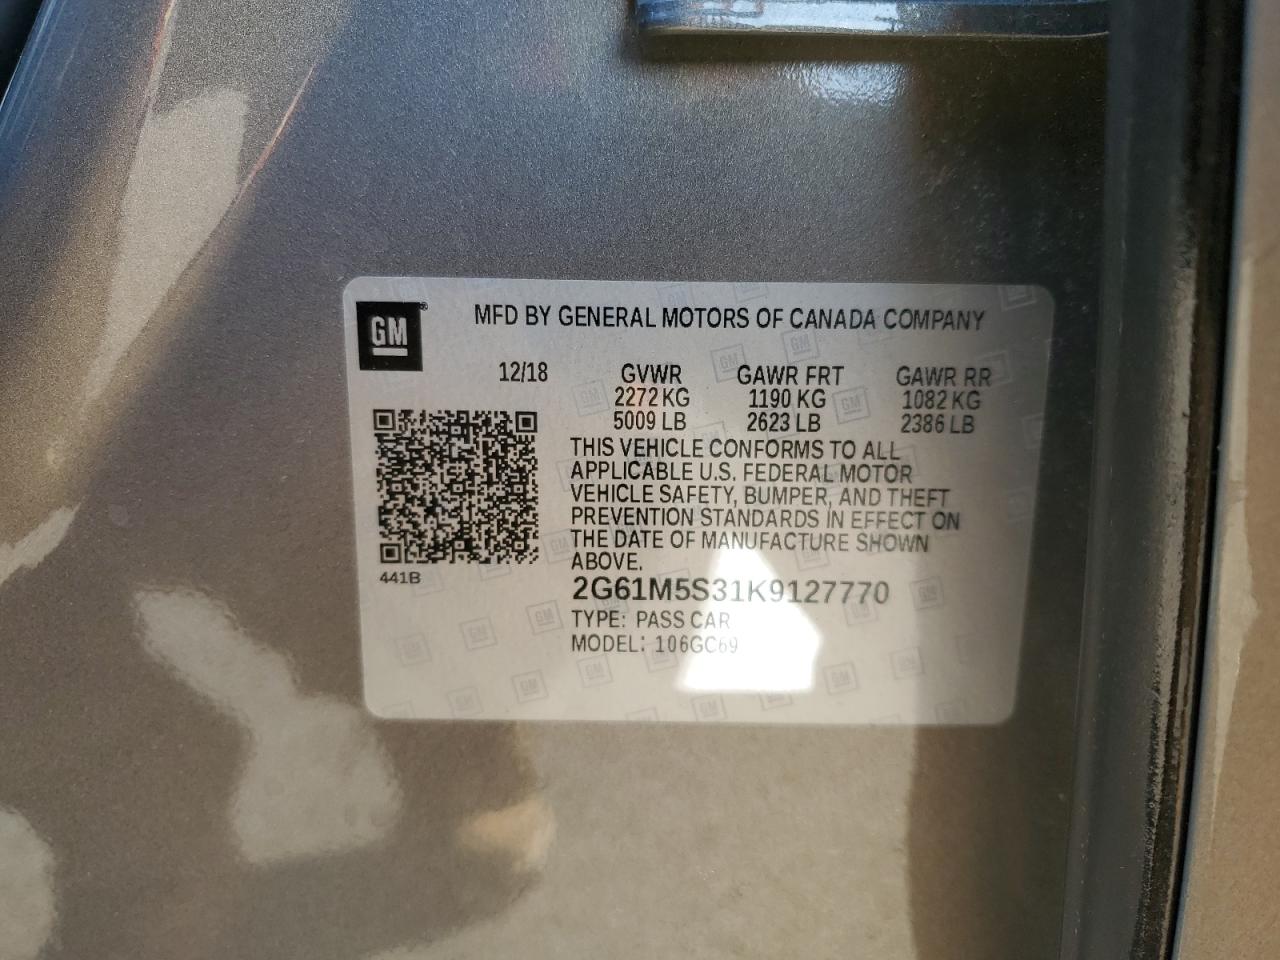 GM
MFD BY GENERAL MOTORS OF CANADA COMPANY
12/18 GVWR GAWR FRT GAWR RR
2272 KG 1190 KG 1082 KG
5009 LB 2623 LB 2386 LB
THIS VEHICLE CONFORMS TO ALL
APPLICABLE U.S. FEDERAL MOTOR
VEHICLE SAFETY, BUMPER, AND THEFT
PREVENTION STANDARDS IN EFFECT ON
THE DATE OF MANUFACTURE SHOWN
ABOVE.
441B
2G61M5S31K9127770
TYPE: PASS CAR
MODEL: 106GC69